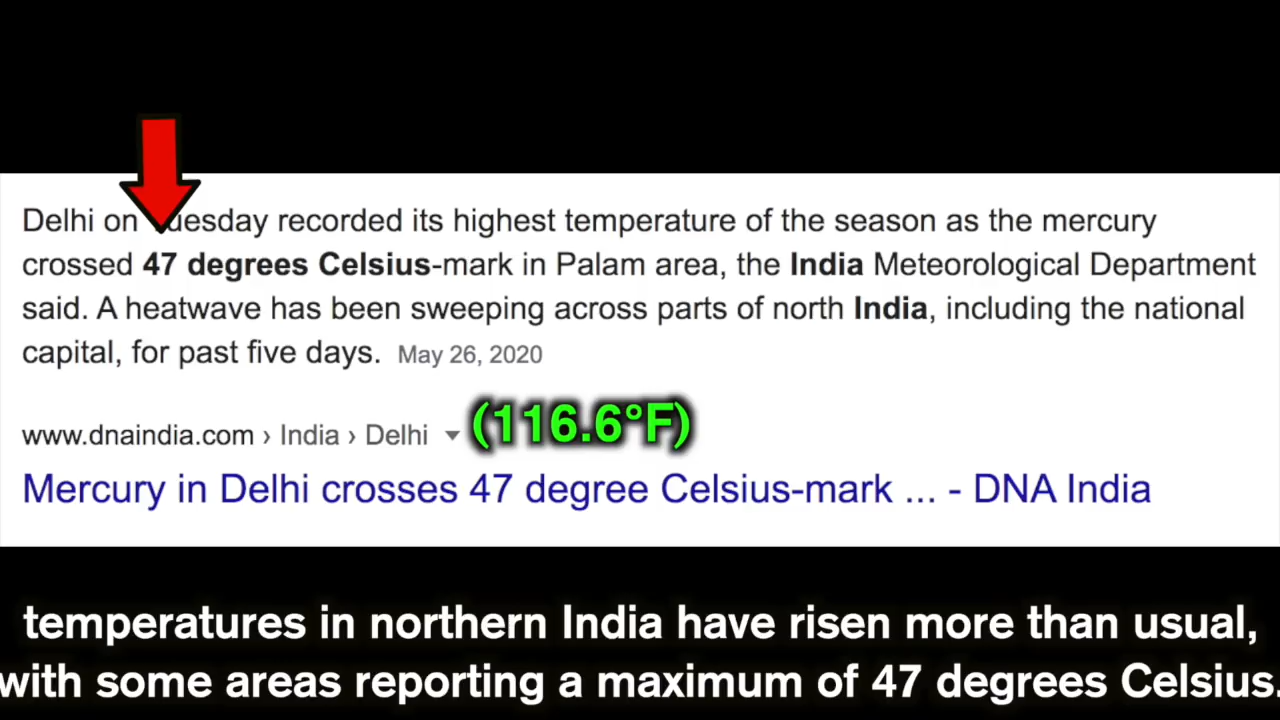 Delhi on Tuesday recorded its highest temperature of the season as the mercury
crossed 47 degrees Celsius-mark in Palam area, the India Meteorological Department
said. A heatwave has been sweeping across parts of north India, including the national
capital, for past five days. May 26, 2020
www.dnaindia.com › India › Delhi (116.6°F)
Mercury in Delhi crosses 47 degree Celsius-mark ... - DNA India
temperatures in northern India have risen more than usual,
with some areas reporting a maximum of 47 degrees Celsius.